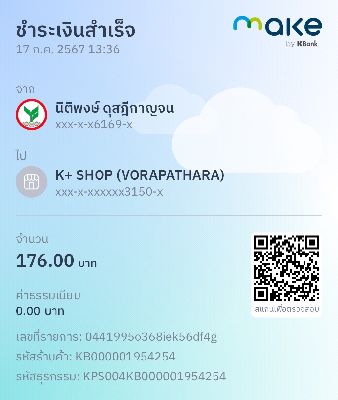 ชำระเงินสำเร็จ
17 ก.ค. 2567 13:36
make
by KBank
จาก
นิติพงษ์ ดุสฎีกาญจน
xxx-x-x6169-x
ไป
K+ SHOP (VORAPATHARA)
xxx-x-xxxxxx3150-x
จำนวน
176.00 บาท
ค่าธรรมเนียม
0.00 บาท
สแกนเพื่อตรวจสอบ
เลขที่รายการ: 0441995o368iek56df4g
รหัสร้านค้า: KB000001954254
รหัสธุรกรรม: KPS004KB000001954254